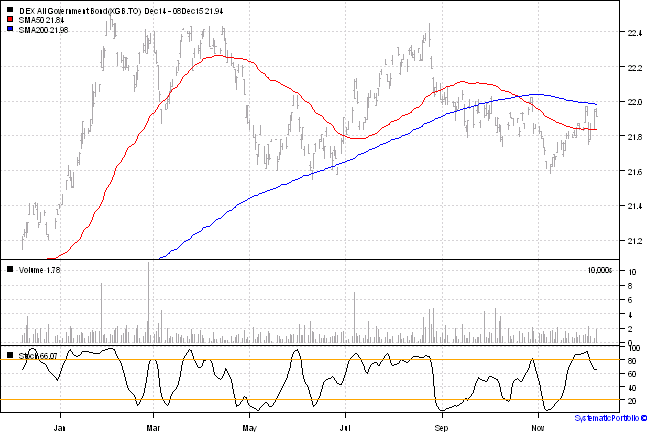 DEX All Government Bond(XGB.TO) Dec14 - 08Dec15 21.94
SMA50 21.84
SMA200 21.98
22.4
22.2
22.0
21.8
21.6
21.4
21.2
Volume 1.78
10,000s
10
8
6
4
2
0
Stoch 66.07
100
80
60
40
20
Jan Mar May Jul Sep Nov
SystematicPortfolio ©